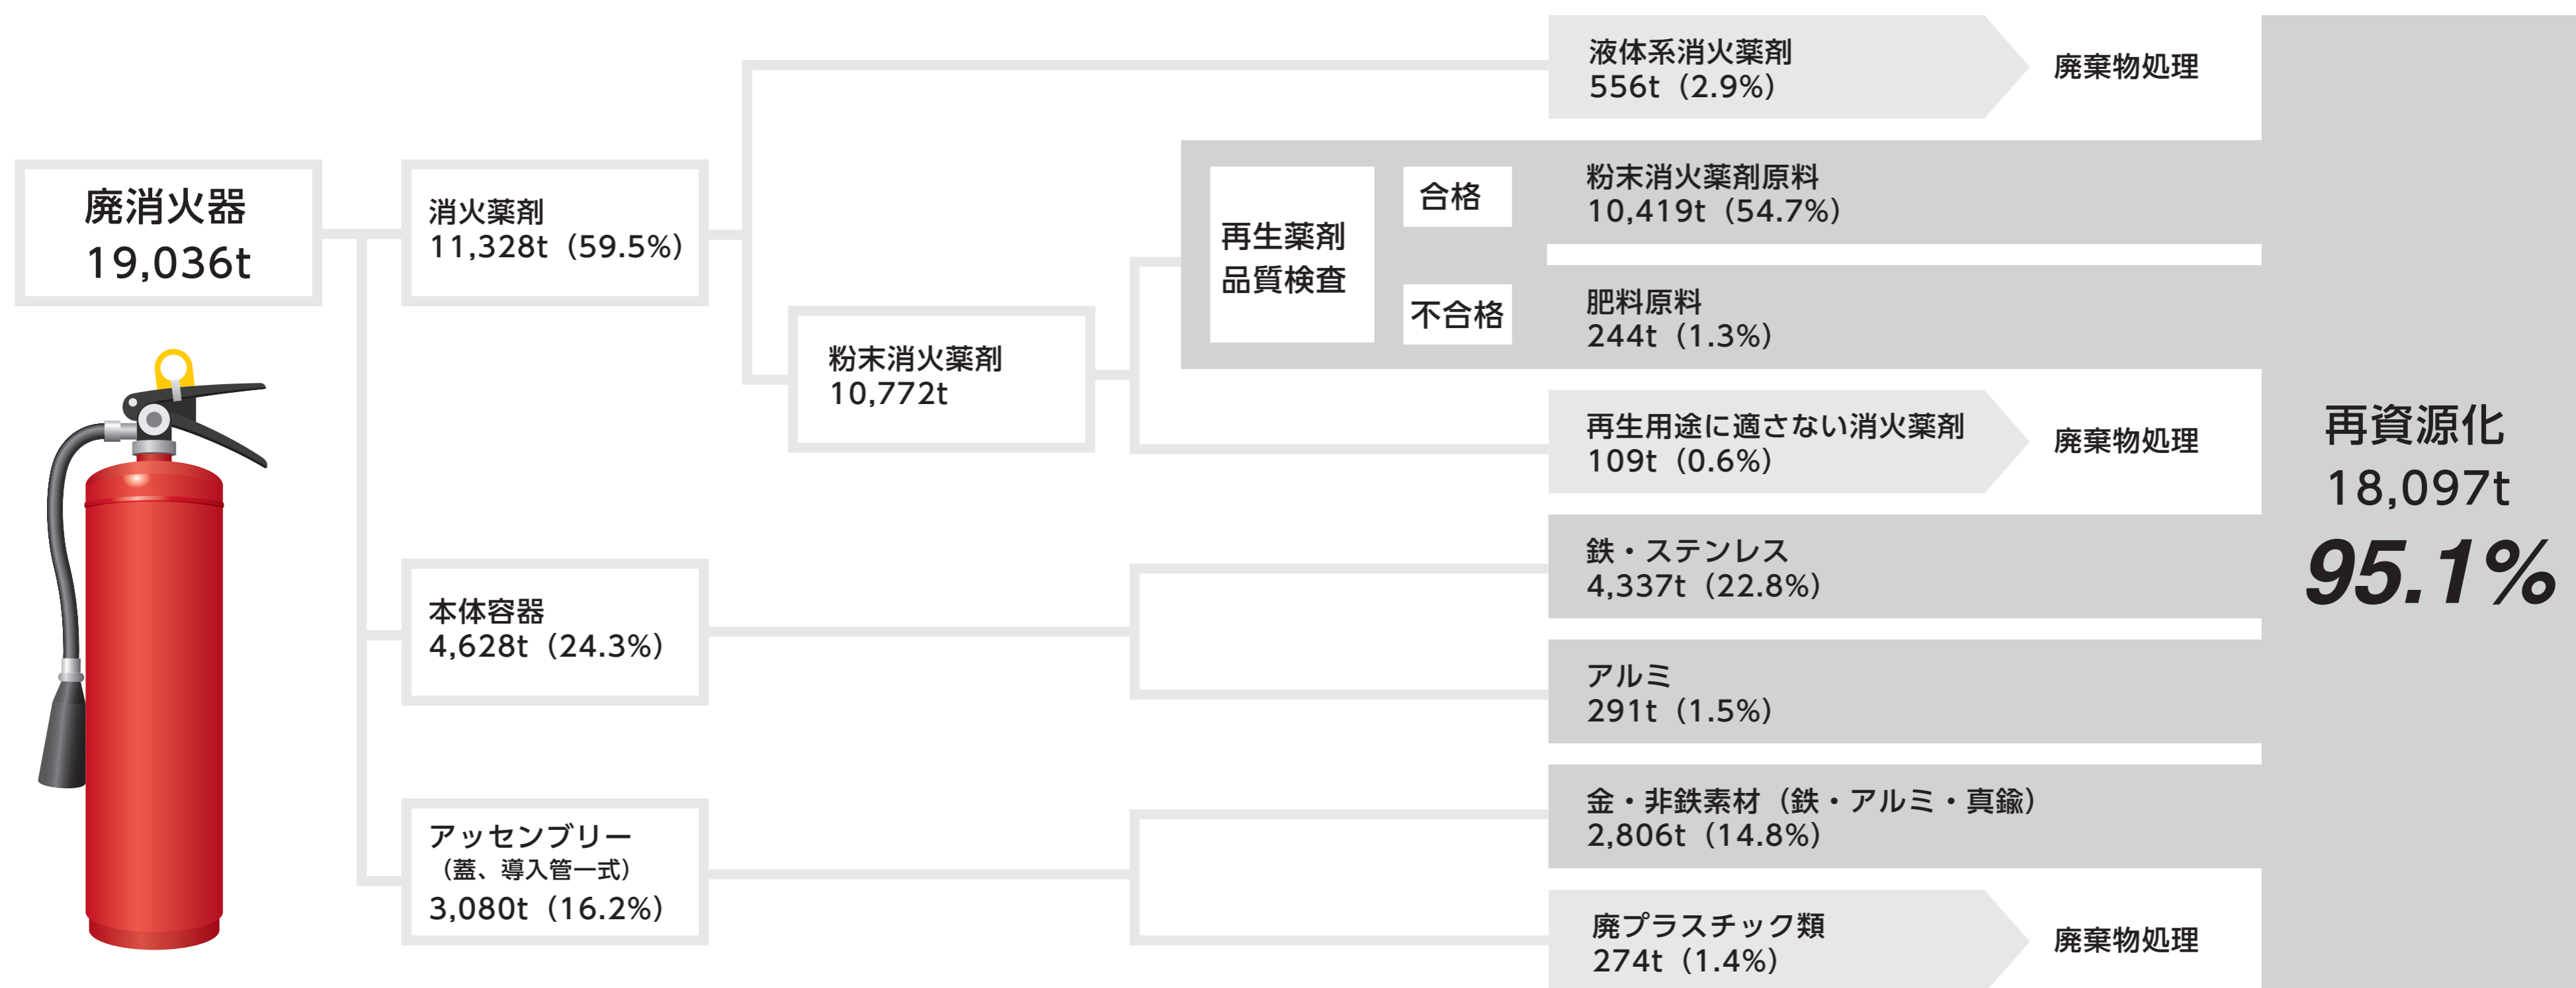 廃消火器
19,036t
消火薬剤
11,328t（59.5%）
粉末消火薬剤
10,772t
本体容器
4,628t（24.3%）
アッセンブリー
（蓋、導入管一式）
3,080t（16.2%）
液体系消火薬剤
556t（2.9%）
廃棄物処理
再生薬剤
品質検査
合格
不合格
粉末消火薬剤原料
10,419t（54.7%）
肥料原料
244t（1.3%）
再生用途に適さない消火薬剤
109t（0.6%）
廃棄物処理
鉄・ステンレス
4,337t（22.8%）
アルミ
291t（1.5%）
金・非鉄素材（鉄・アルミ・真鍮）
2,806t（14.8%）
廃プラスチック類
274t（1.4%）
廃棄物処理
再資源化
18,097t
95.1%